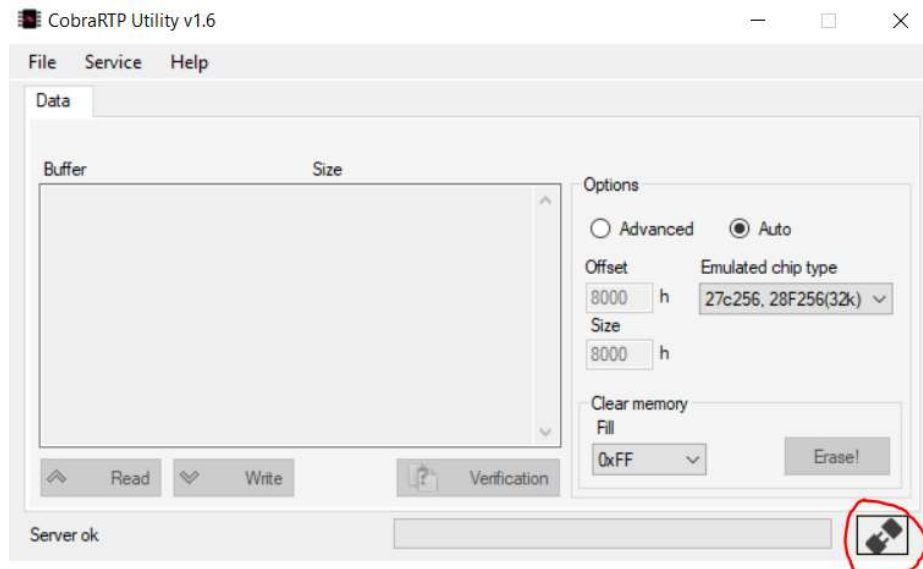 CobraRTP Utility v1.6
File Service Help
Data
Buffer Size
Options
Advanced Auto
Offset Emulated chip type
8000 h 27c256, 28F256(32k)
Size
8000 h
Clear memory
Fill
0xFF Erase!
Read Write Verification
Server ok